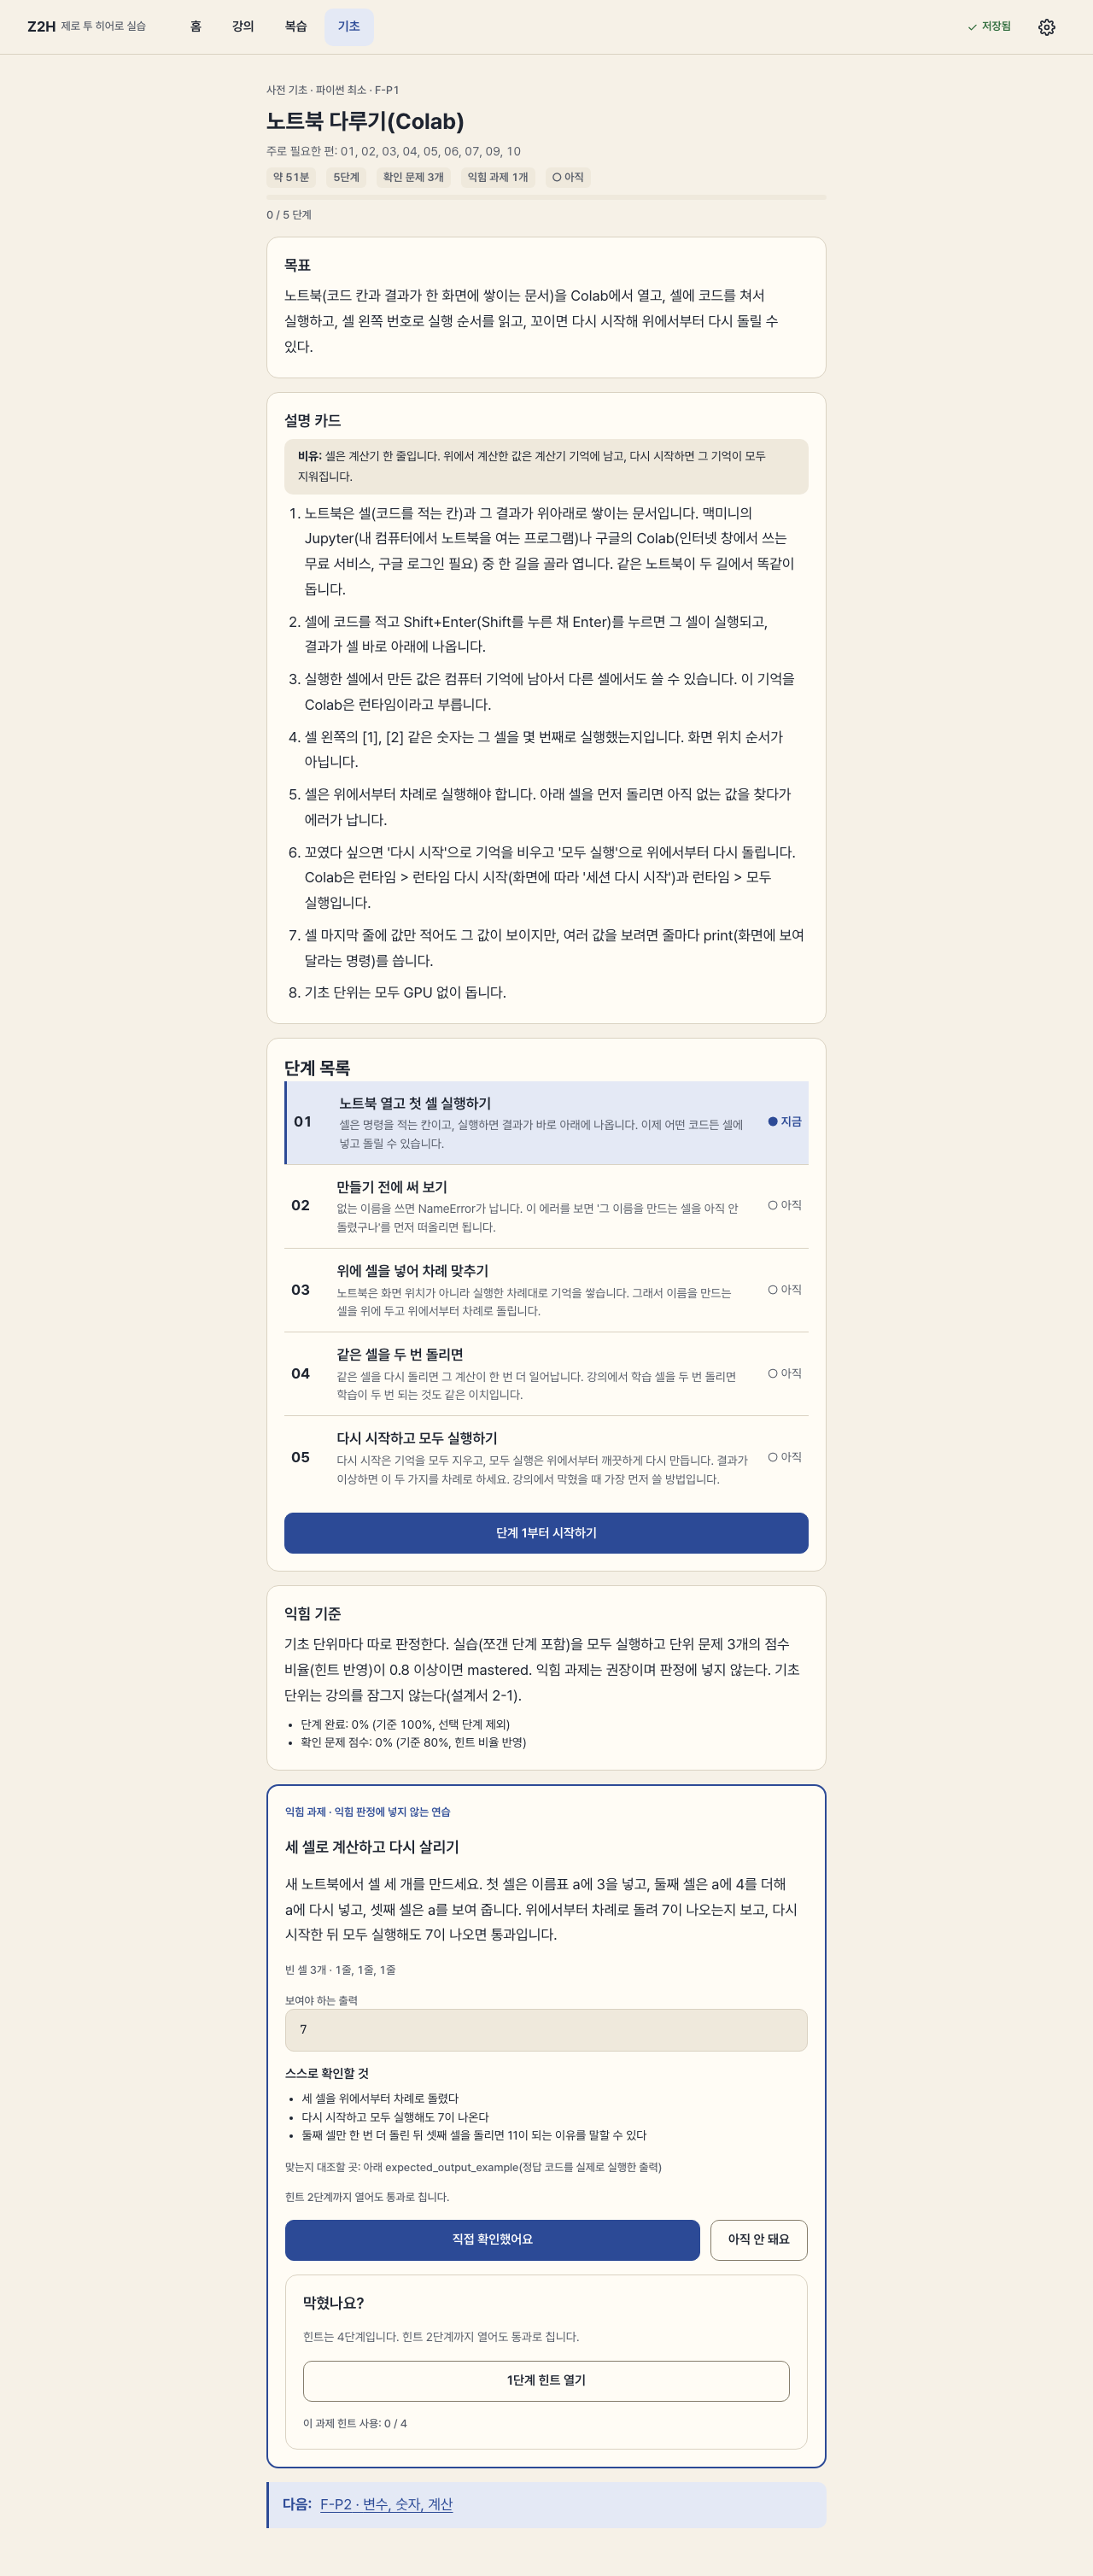 Z2H 제로 투 히어로 실습 홈 강의 복습 기초 ✓ 저장됨
사전 기초 · 파이썬 최소 · F-P1
노트북 다루기(Colab)
주로 필요한 편: 01, 02, 03, 04, 05, 06, 07, 09, 10
약 51분 5단계 확인 문제 3개 익힘 과제 1개 ○ 아직
0 / 5 단계
목표
노트북(코드 칸과 결과가 한 화면에 쌓이는 문서)을 Colab에서 열고, 셀에 코드를 쳐서
실행하고, 셀 왼쪽 번호로 실행 순서를 읽고, 꼬이면 다시 시작해 위에서부터 다시 돌릴 수
있다.
설명 카드
비유: 셀은 계산기 한 줄입니다. 위에서 계산한 값은 계산기 기억에 남고, 다시 시작하면 그 기억이 모두
지워집니다.
1. 노트북은 셀(코드를 적는 칸)과 그 결과가 위아래로 쌓이는 문서입니다. 맥미니의
Jupyter(내 컴퓨터에서 노트북을 여는 프로그램)나 구글의 Colab(인터넷 창에서 쓰는
무료 서비스, 구글 로그인 필요) 중 한 길을 골라 엽니다. 같은 노트북이 두 길에서 똑같이
돕니다.
2. 셀에 코드를 적고 Shift+Enter(Shift를 누른 채 Enter)를 누르면 그 셀이 실행되고,
결과가 셀 바로 아래에 나옵니다.
3. 실행한 셀에서 만든 값은 컴퓨터 기억에 남아서 다른 셀에서도 쓸 수 있습니다. 이 기억을
Colab은 런타임이라고 부릅니다.
4. 셀 왼쪽의 [1], [2] 같은 숫자는 그 셀을 몇 번째로 실행했는지입니다. 화면 위치 순서가
아닙니다.
5. 셀은 위에서부터 차례로 실행해야 합니다. 아래 셀을 먼저 돌리면 아직 없는 값을 찾다가
에러가 납니다.
6. 꼬였다 싶으면 '다시 시작'으로 기억을 비우고 '모두 실행'으로 위에서부터 다시 돌립니다.
Colab은 런타임 > 런타임 다시 시작(화면에 따라 '세션 다시 시작')과 런타임 > 모두
실행입니다.
7. 셀 마지막 줄에 값만 적어도 그 값이 보이지만, 여러 값을 보려면 줄마다 print(화면에 보여
달라는 명령)를 씁니다.
8. 기초 단위는 모두 GPU 없이 돕니다.
단계 목록
01 노트북 열고 첫 셀 실행하기
셀은 명령을 적는 칸이고, 실행하면 결과가 바로 아래에 나옵니다. 이제 어떤 코드든 셀에
넣고 돌릴 수 있습니다.
● 지금
02 만들기 전에 써 보기
없는 이름을 쓰면 NameError가 납니다. 이 에러를 보면 '그 이름을 만드는 셀을 아직 안
돌렸구나'를 먼저 떠올리면 됩니다.
○ 아직
03 위에 셀을 넣어 차례 맞추기
노트북은 화면 위치가 아니라 실행한 차례대로 기억을 쌓습니다. 그래서 이름을 만드는
셀을 위에 두고 위에서부터 차례로 돌립니다.
○ 아직
04 같은 셀을 두 번 돌리면
같은 셀을 다시 돌리면 그 계산이 한 번 더 일어납니다. 강의에서 학습 셀을 두 번 돌리면
학습이 두 번 되는 것도 같은 이치입니다.
○ 아직
05 다시 시작하고 모두 실행하기
다시 시작은 기억을 모두 지우고, 모두 실행은 위에서부터 깨끗하게 다시 만듭니다. 결과가
이상하면 이 두 가지를 차례로 하세요. 강의에서 막혔을 때 가장 먼저 쓸 방법입니다.
○ 아직
단계 1부터 시작하기
익힘 기준
기초 단위마다 따로 판정한다. 실습(쪼갠 단계 포함)을 모두 실행하고 단위 문제 3개의 점수
비율(힌트 반영)이 0.8 이상이면 mastered. 익힘 과제는 권장이며 판정에 넣지 않는다. 기초
단위는 강의를 잠그지 않는다(설계서 2-1).
• 단계 완료: 0% (기준 100%, 선택 단계 제외)
• 확인 문제 점수: 0% (기준 80%, 힌트 비율 반영)
익힘 과제 · 익힘 판정에 넣지 않는 연습
세 셀로 계산하고 다시 살리기
새 노트북에서 셀 세 개를 만드세요. 첫 셀은 이름표 a에 3을 넣고, 둘째 셀은 a에 4를 더해
a에 다시 넣고, 셋째 셀은 a를 보여 줍니다. 위에서부터 차례로 돌려 7이 나오는지 보고, 다시
시작한 뒤 모두 실행해도 7이 나오면 통과입니다.
빈 셀 3개 · 1줄, 1줄, 1줄
보여야 하는 출력
7
스스로 확인할 것
• 세 셀을 위에서부터 차례로 돌렸다
• 다시 시작하고 모두 실행해도 7이 나온다
• 둘째 셀만 한 번 더 돌린 뒤 셋째 셀을 돌리면 11이 되는 이유를 말할 수 있다
맞는지 대조할 곳: 아래 expected_output_example(정답 코드를 실제로 실행한 출력)
힌트 2단계까지 열어도 통과로 칩니다.
직접 확인했어요 아직 안 돼요
막혔나요?
힌트는 4단계입니다. 힌트 2단계까지 열어도 통과로 칩니다.
1단계 힌트 열기
이 과제 힌트 사용: 0 / 4
다음: F-P2 · 변수, 숫자, 계산